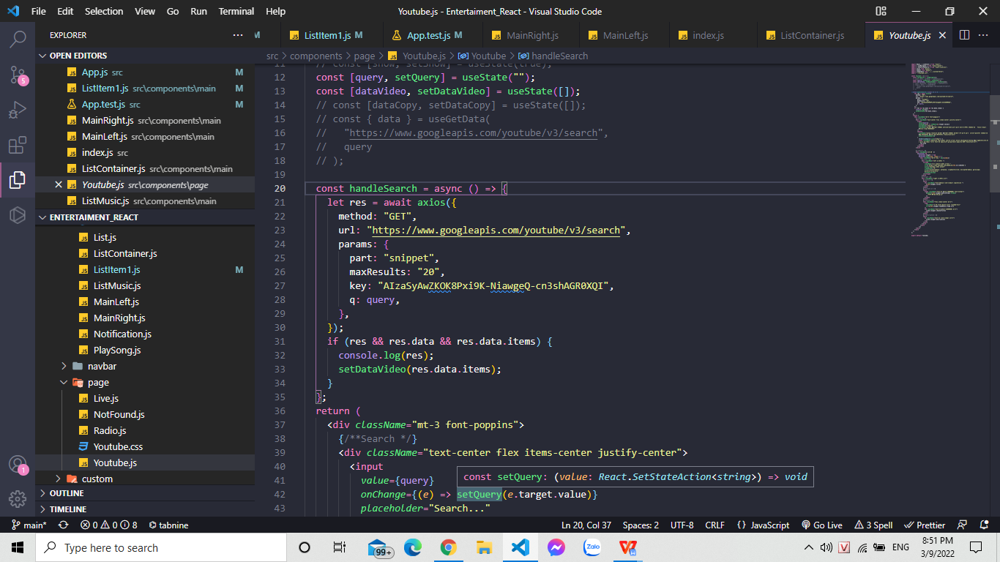 File Edit Selection View Go Run Terminal Help
Youtube.js - Entertaiment_React - Visual Studio Code
EXPLORER
M ListItem1.js M App.test.js M MainRight.js MainLeft.js index.js ListContainer.js Youtube.js
OPEN EDITORS
App.js src M
ListItem1.js src\components\main M
App.test.js src M
MainRight.js src\components\main
MainLeft.js src\components\main
index.js src
ListContainer.js src\components\main
Youtube.js src\components\page
ListMusic.js src\components\main
ENTERTAIMENT_REACT
List.js
ListContainer.js
ListItem1.js M
ListMusic.js
MainLeft.js
MainRight.js
Notification.js
PlaySong.js
navbar
page
Live.js
NotFound.js
Radio.js
Youtube.css
Youtube.js
custom
OUTLINE
TIMELINE
5
1
src > components > page > Youtube.js > Youtube > handleSearch
11 // const [show, setShow] = useState(true);
12 const [query, setQuery] = useState("");
13 const [dataVideo, setDataVideo] = useState([]);
14 // const [dataCopy, setDataCopy] = useState([]);
15 // const { data } = useGetData(
16 // "https://www.googleapis.com/youtube/v3/search",
17 // query
18 // );
19
20 const handleSearch = async () => {
21 let res = await axios({
22 method: "GET",
23 url: "https://www.googleapis.com/youtube/v3/search",
24 params: {
25 part: "snippet",
26 maxResults: "20",
27 key: "AIzaSyAwZKOK8Pxi9K-NiawgeQ-cn3shAGR0XQI",
28 q: query,
29 },
30 });
31 if (res && res.data && res.data.items) {
32 console.log(res);
33 setDataVideo(res.data.items);
34 }
35 };
36 return (
37 <div className="mt-3 font-poppins">
38 {/**Search */}
39 <div className="text-center flex items-center justify-center">
40 <input
const setQuery: (value: React.SetStateAction<string>) => void
41 value={query}
42 onChange={(e) => setQuery(e.target.value)}
43 placeholder="Search..."
main* 0 0 8 tabnine
Ln 20, Col 37 Spaces: 2 UTF-8 CRLF {} JavaScript Go Live 3 Spell Prettier
Type here to search
99+
Zalo
V
ENG
8:51 PM
3/9/2022